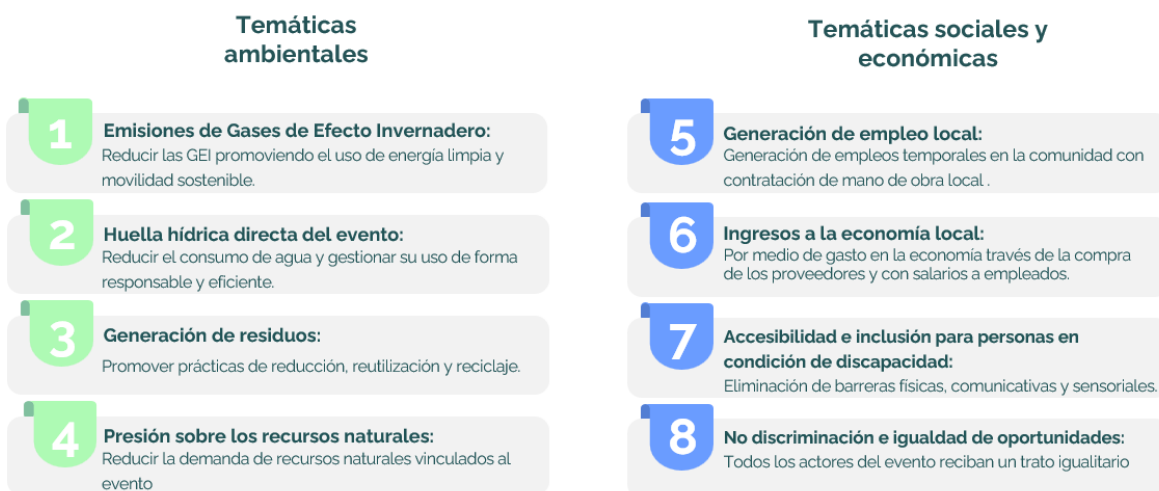 Temáticas
ambientales
1
Emisiones de Gases de Efecto Invernadero:
Reducir las GEI promoviendo el uso de energía limpia y
movilidad sostenible.
2
Huella hídrica directa del evento:
Reducir el consumo de agua y gestionar su uso de forma
responsable y eficiente.
3
Generación de residuos:
Promover prácticas de reducción, reutilización y reciclaje.
4
Presión sobre los recursos naturales:
Reducir la demanda de recursos naturales vinculados al
evento
Temáticas sociales y
económicas
5
Generación de empleo local:
Generación de empleos temporales en la comunidad con
contratación de mano de obra local .
6
Ingresos a la economía local:
Por medio de gasto en la economía través de la compra
de los proveedores y con salarios a empleados.
7
Accesibilidad e inclusión para personas en
condición de discapacidad:
Eliminación de barreras físicas, comunicativas y sensoriales.
8
No discriminación e igualdad de oportunidades:
Todos los actores del evento reciban un trato igualitario